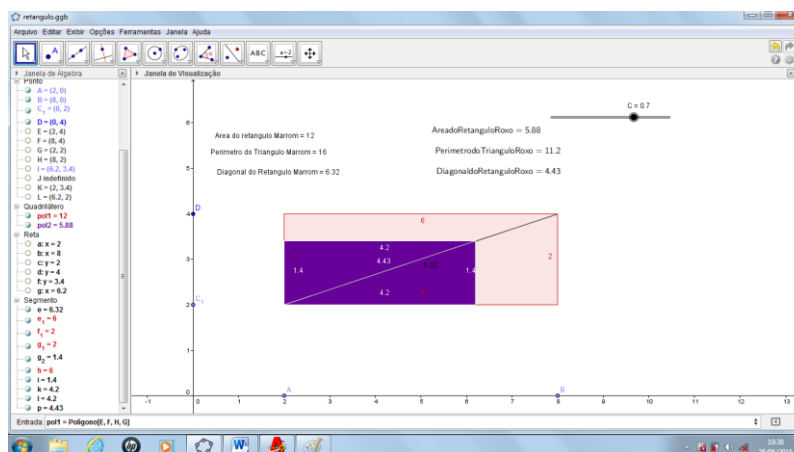 retangulo.ggb
Arquivo Editar Exibir Opções Ferramentas Janela Ajuda
ABC
a=2
Janela de Álgebra
Janela de Visualização
Ponto
A = (2, 0)
B = (8, 0)
C₁ = (0, 2)
D = (0, 4)
E = (2, 4)
F = (8, 4)
G = (2, 2)
H = (8, 2)
I = (6.2, 3.4)
J indefinido
K = (2, 3.4)
L = (6.2, 2)
Quadrilátero
pol1 = 12
pol2 = 5.88
Reta
a: x = 2
b: x = 8
c: y = 2
d: y = 4
f: y = 3.4
g: x = 6.2
Segmento
e = 6.32
e₁ = 6
f₁ = 2
g₁ = 2
g₂ = 1.4
h = 6
i = 1.4
k = 4.2
l = 4.2
p = 4.43
C = 0.7
Area do retangulo Marrom = 12
Perimetro do Triangulo Marrom = 16
Diagonal do Retangulo Marrom = 6.32
AreadoRetanguloRoxo = 5.88
PerimetrodoTrianguloRoxo = 11.2
DiagonaldoRetanguloRoxo = 4.43
6
5
4
3
2
1
0
D
C₁
6
4.2
4.43
6.32
1.4
1.4
2
4.2
A
B
-1 0 1 2 3 4 5 6 7 8 9 10 11 12 13
Entrada: pol1 = Polígono[E, F, H, G]
19:38